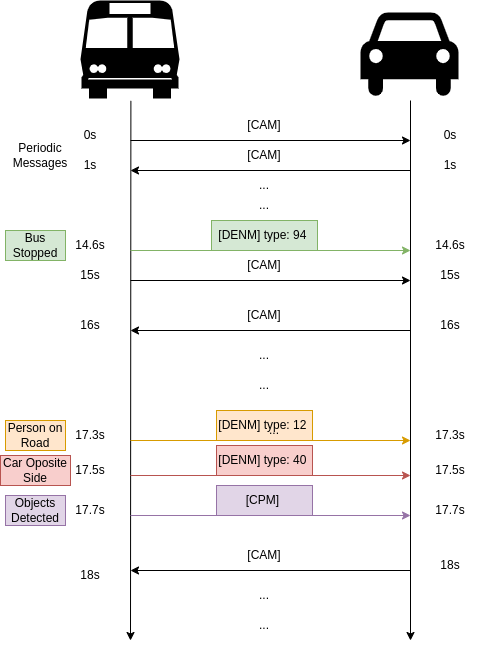 [CAM]
0s
0s
Periodic
Messages
[CAM]
1s
1s
...
...
Bus
Stopped
[DENM] type: 94
14.6s
14.6s
[CAM]
15s
15s
[CAM]
16s
16s
...
...
Person on
Road
[DENM] type: 12
...
17.3s
17.3s
Car Oposite
Side
[DENM] type: 40
17.5s
17.5s
Objects
Detected
[CPM]
17.7s
17.7s
[CAM]
18s
18s
...
...